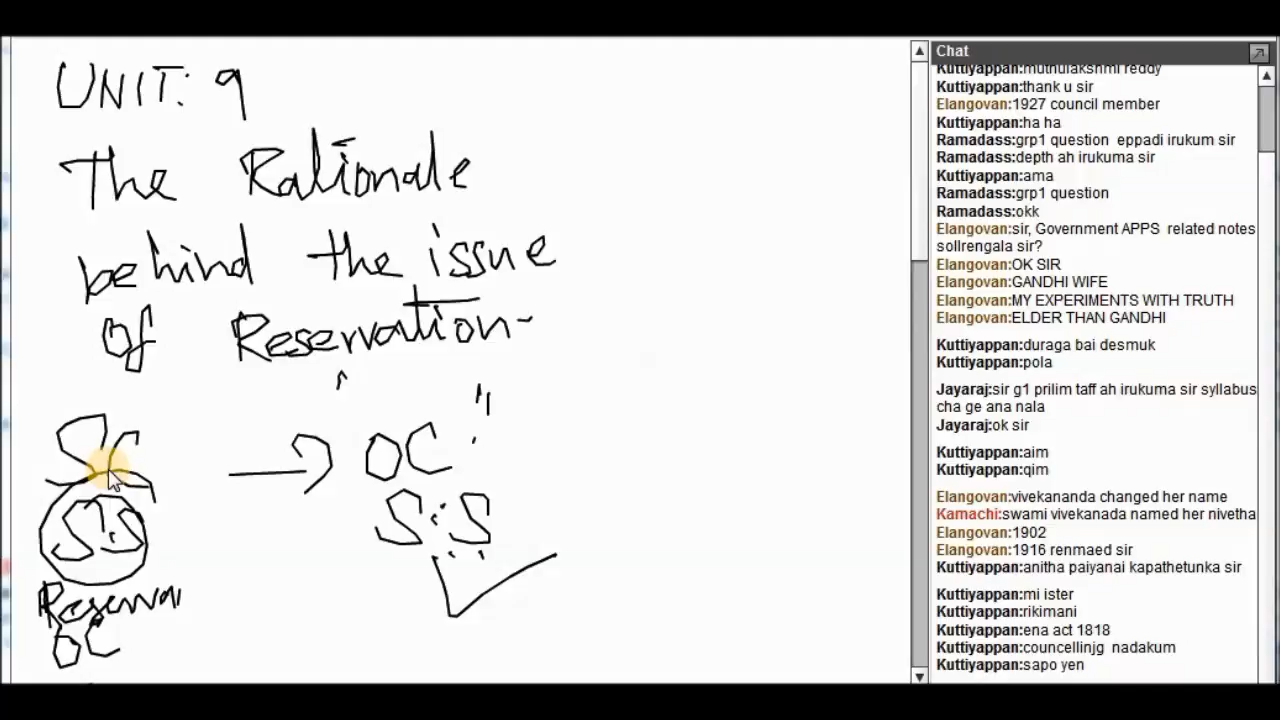 UNIT: 9
The Rationale
behind the issue
Of Reservation-
SC → OC
SS S:S
Reserva
OC
Chat
Kuttiyappan:muthulakshmi reddy
Kuttiyappan:thank u sir
Elangovan:1927 council member
Kuttiyappan:ha ha
Ramadass:grp1 question eppadi irukum sir
Ramadass:depth ah irukuma sir
Kuttiyappan:ama
Ramadass:grp1 question
Ramadass:okk
Elangovan:sir, Government APPS related notes
sollrengala sir?
Elangovan:OK SIR
Elangovan:GANDHI WIFE
Elangovan:MY EXPERIMENTS WITH TRUTH
Elangovan:ELDER THAN GANDHI
Kuttiyappan:duraga bai desmuk
Kuttiyappan:pola
Jayaraj:sir g1 prilim taff ah irukuma sir syllabus
cha ge ana nala
Jayaraj:ok sir
Kuttiyappan:aim
Kuttiyappan:qim
Elangovan:vivekananda changed her name
Kamachi:swami vivekanada named her nivetha
Elangovan:1902
Elangovan:1916 renmaed sir
Kuttiyappan:anitha paiyanai kapathetunka sir
Kuttiyappan:mi ister
Kuttiyappan:rikimani
Kuttiyappan:ena act 1818
Kuttiyappan:councellinjg nadakum
Kuttiyappan:sapo yen